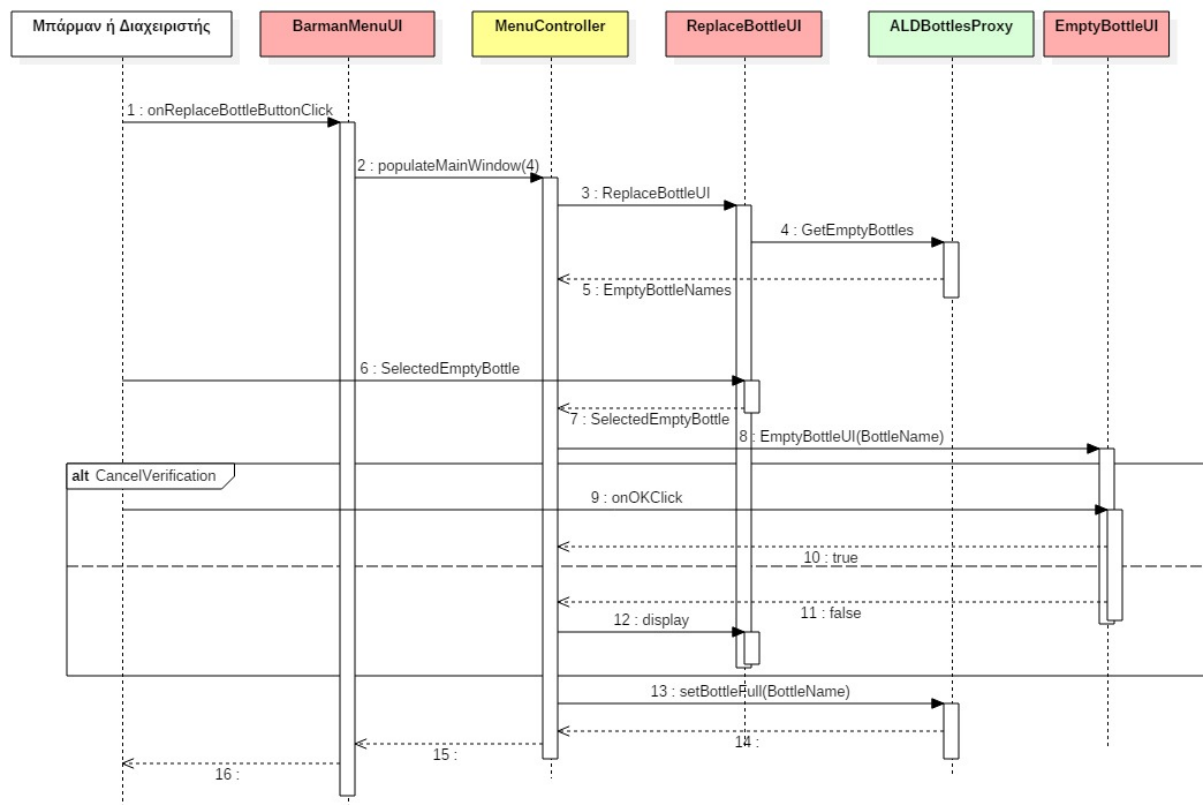 Μπάρμαν ή Διαχειριστής
BarmanMenuUI
MenuController
ReplaceBottleUI
ALDBottlesProxy
EmptyBottleUI
1 : onReplaceBottleButtonClick
2 : populateMainWindow(4)
3 : ReplaceBottleUI
4 : GetEmptyBottles
5 : EmptyBottleNames
6 : SelectedEmptyBottle
7 : SelectedEmptyBottle
8 : EmptyBottleUI(BottleName)
alt CancelVerification
9 : onOKClick
10 : true
11 : false
12 : display
13 : setBottleFull(BottleName)
14 :
15 :
16 :